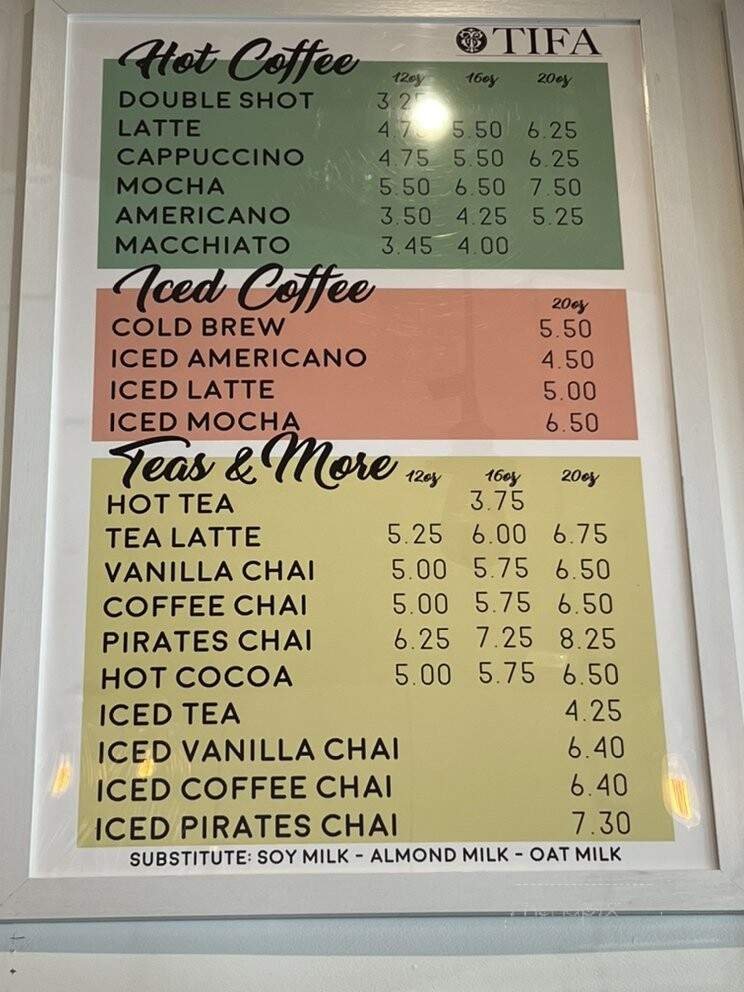 TIFA
Hot Coffee 12oz 16oz 20oz
DOUBLE SHOT 3.25
LATTE 4.75 5.50 6.25
CAPPUCCINO 4.75 5.50 6.25
MOCHA 5.50 6.50 7.50
AMERICANO 3.50 4.25 5.25
MACCHIATO 3.45 4.00
Iced Coffee 20oz
COLD BREW 5.50
ICED AMERICANO 4.50
ICED LATTE 5.00
ICED MOCHA 6.50
Teas & More 12oz 16oz 20oz
HOT TEA 3.75
TEA LATTE 5.25 6.00 6.75
VANILLA CHAI 5.00 5.75 6.50
COFFEE CHAI 5.00 5.75 6.50
PIRATES CHAI 6.25 7.25 8.25
HOT COCOA 5.00 5.75 6.50
ICED TEA 4.25
ICED VANILLA CHAI 6.40
ICED COFFEE CHAI 6.40
ICED PIRATES CHAI 7.30
SUBSTITUTE: SOY MILK - ALMOND MILK - OAT MILK